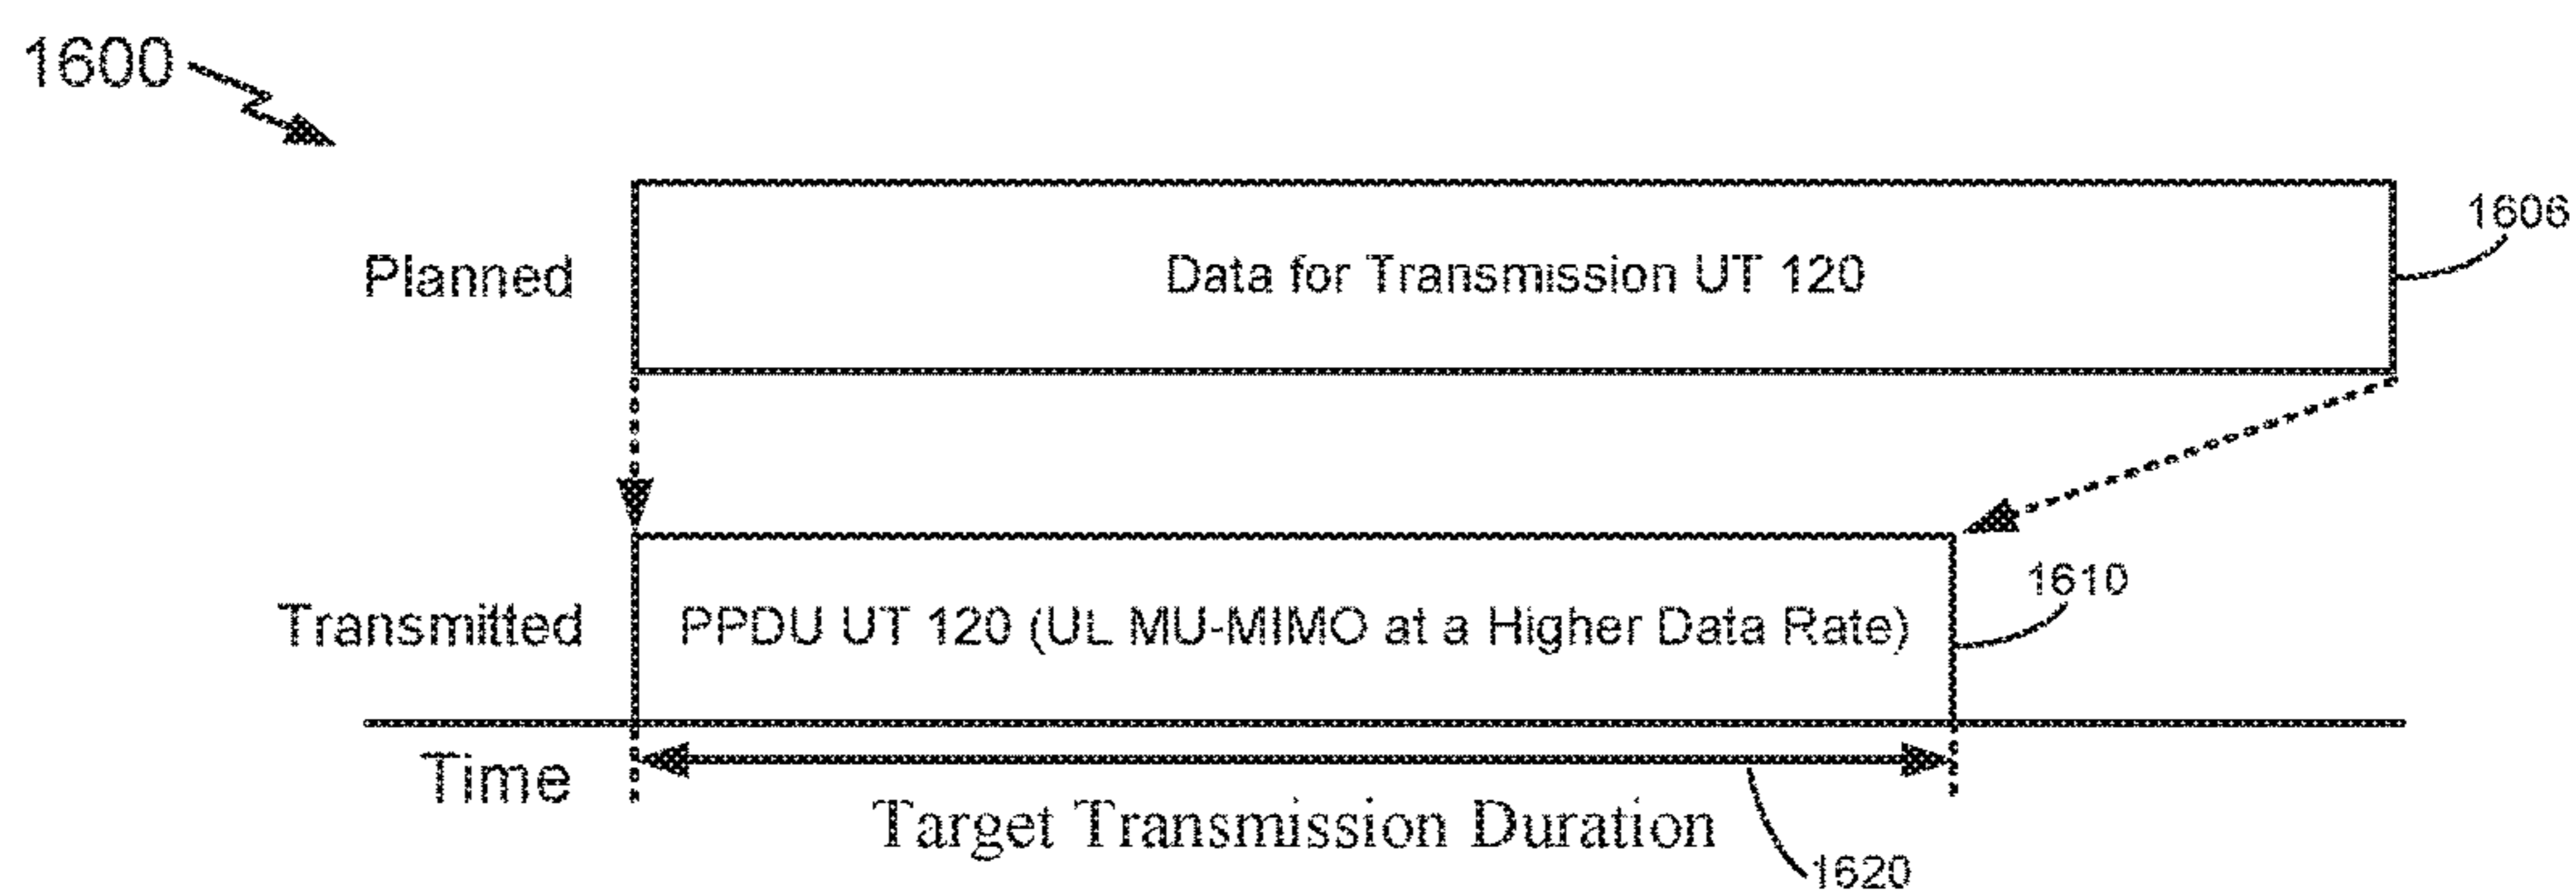 1600
1606
Planned
Data for Transmission UT 120
1610
Transmitted
PPDU UT 120 (UL MU-MIMO at a Higher Data Rate)
Time
Target Transmission Duration
1620